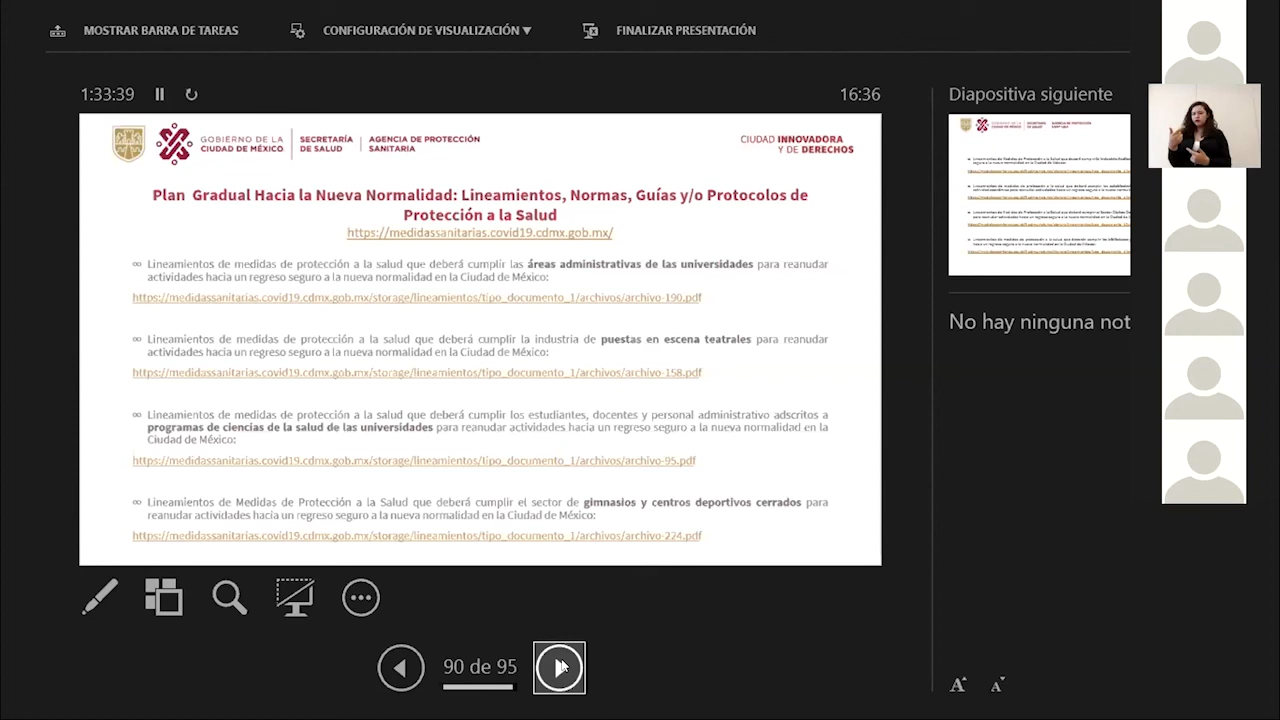 MOSTRAR BARRA DE TAREAS
CONFIGURACIÓN DE VISUALIZACIÓN ▼
FINALIZAR PRESENTACIÓN
1:33:39
16:36
Diapositiva siguiente
GOBIERNO DE LA
CIUDAD DE MÉXICO
SECRETARÍA
DE SALUD
AGENCIA DE PROTECCIÓN
SANITARIA
CIUDAD INNOVADORA
Y DE DERECHOS
Plan Gradual Hacia la Nueva Normalidad: Lineamientos, Normas, Guías y/o Protocolos de
Protección a la Salud
https://medidassanitarias.covid19.cdmx.gob.mx/
∞ Lineamientos de medidas de protección a la salud que deberá cumplir las áreas administrativas de las universidades para reanudar
actividades hacia un regreso seguro a la nueva normalidad en la Ciudad de México:
https://medidassanitarias.covid19.cdmx.gob.mx/storage/lineamientos/tipo_documento_1/archivos/archivo-190.pdf
∞ Lineamientos de medidas de protección a la salud que deberá cumplir la industria de puestas en escena teatrales para reanudar
actividades hacia un regreso seguro a la nueva normalidad en la Ciudad de México:
https://medidassanitarias.covid19.cdmx.gob.mx/storage/lineamientos/tipo_documento_1/archivos/archivo-158.pdf
∞ Lineamientos de medidas de protección a la salud que deberá cumplir los estudiantes, docentes y personal administrativo adscritos a
programas de ciencias de la salud de las universidades para reanudar actividades hacia un regreso seguro a la nueva normalidad en la
Ciudad de México:
https://medidassanitarias.covid19.cdmx.gob.mx/storage/lineamientos/tipo_documento_1/archivos/archivo-95.pdf
∞ Lineamientos de Medidas de Protección a la Salud que deberá cumplir el sector de gimnasios y centros deportivos cerrados para
reanudar actividades hacia un regreso seguro a la nueva normalidad en la Ciudad de México:
https://medidassanitarias.covid19.cdmx.gob.mx/storage/lineamientos/tipo_documento_1/archivos/archivo-224.pdf
No hay ninguna not
90 de 95
A A